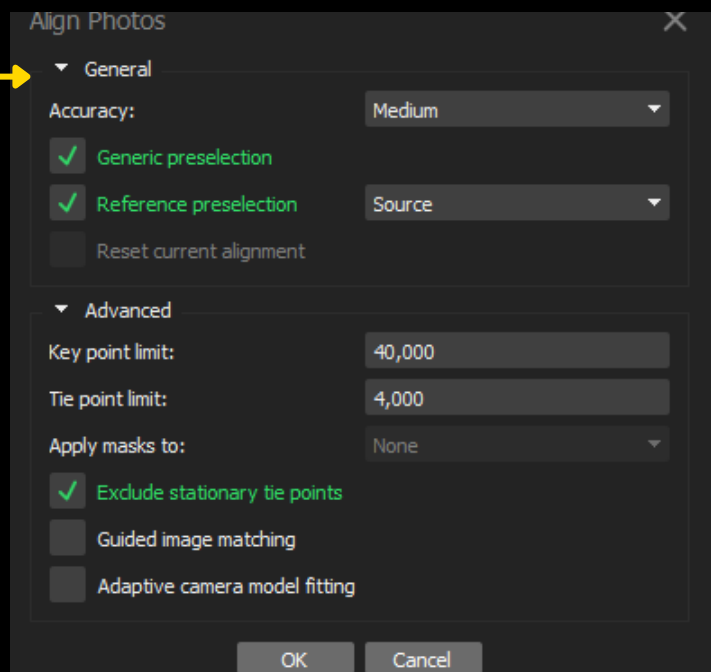 Align Photos
General
Accuracy: Medium
Generic preselection
Reference preselection Source
Reset current alignment
Advanced
Key point limit: 40,000
Tie point limit: 4,000
Apply masks to: None
Exclude stationary tie points
Guided image matching
Adaptive camera model fitting
OK Cancel